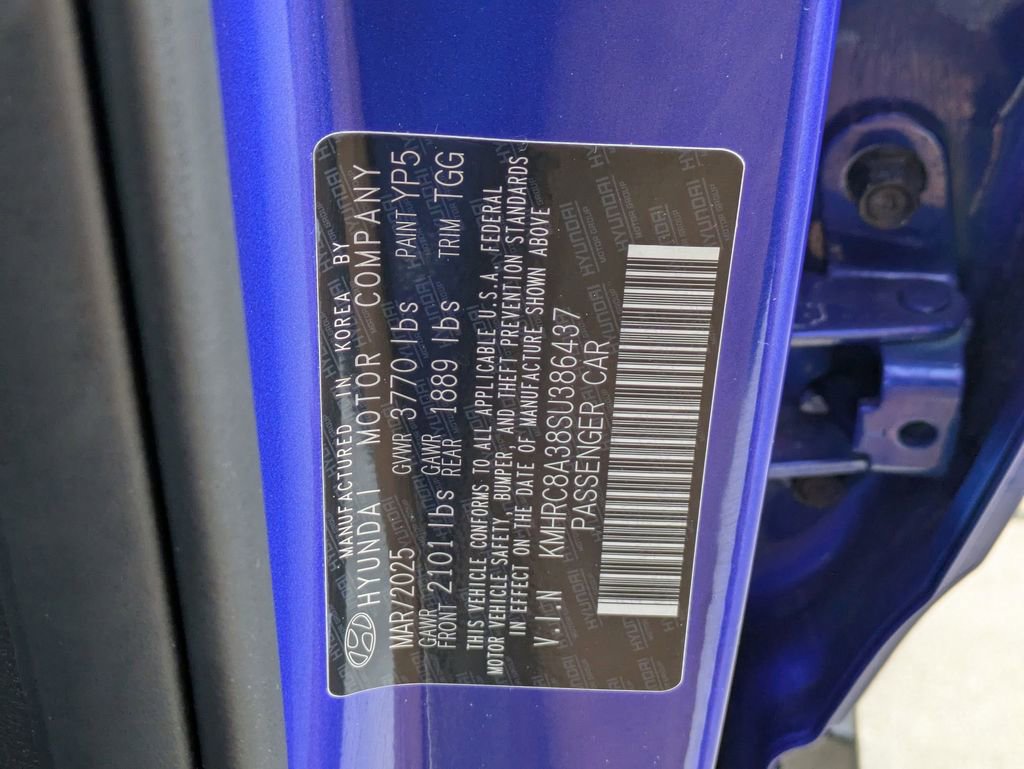 MANUFACTURED IN KOREA BY
HYUNDAI MOTOR COMPANY
MAR/2025 GVWR 3770 lbs PAINT YP5
GAWR FRONT 2101 lbs GAWR REAR 1889 lbs TRIM TGG
THIS VEHICLE CONFORMS TO ALL APPLICABLE U.S.A. FEDERAL
MOTOR VEHICLE SAFETY, BUMPER, AND THEFT PREVENTION STANDARDS
IN EFFECT ON THE DATE OF MANUFACTURE SHOWN ABOVE
V.I.N KMHRC8A38SU386437
PASSENGER CAR